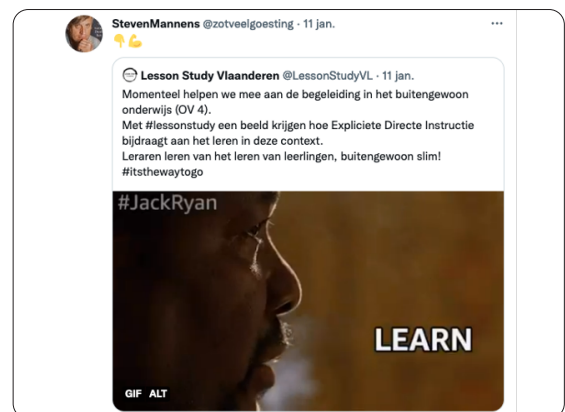 StevenMannens @zotveelgoesting · 11 jan.
👇💪
Lesson Study Vlaanderen @LessonStudyVL · 11 jan.
Momenteel helpen we mee aan de begeleiding in het buitengewoon
onderwijs (OV 4).
Met #lessonstudy een beeld krijgen hoe Expliciete Directe Instructie
bijdraagt aan het leren in deze context.
Leraren leren van het leren van leerlingen, buitengewoon slim!
#itsthewaytogo
#JackRyan
LEARN
GIF ALT